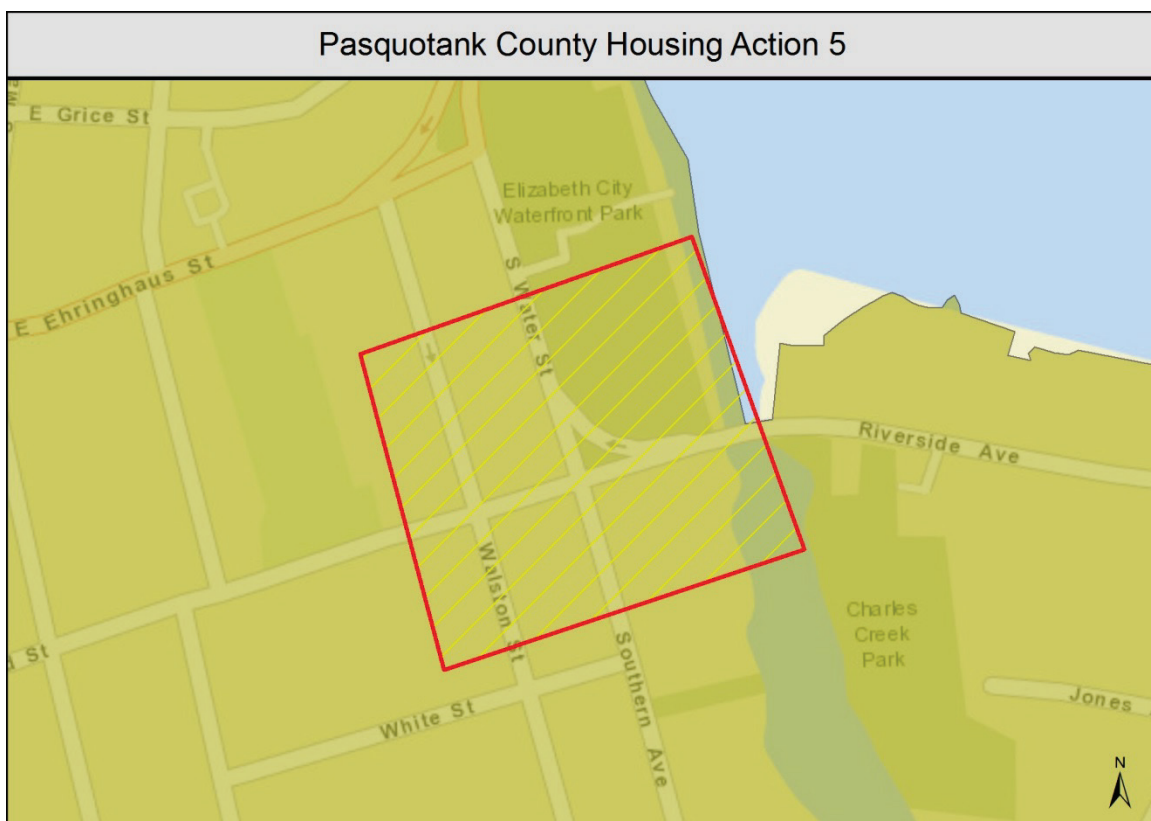 Pasquotank County Housing Action 5
E Grice St
Elizabeth City
Waterfront Park
E Ehringhaus St
S Water St
Riverside Ave
Walston St
Charles
Creek
Park
Southern Ave
St
White St
Jones
N